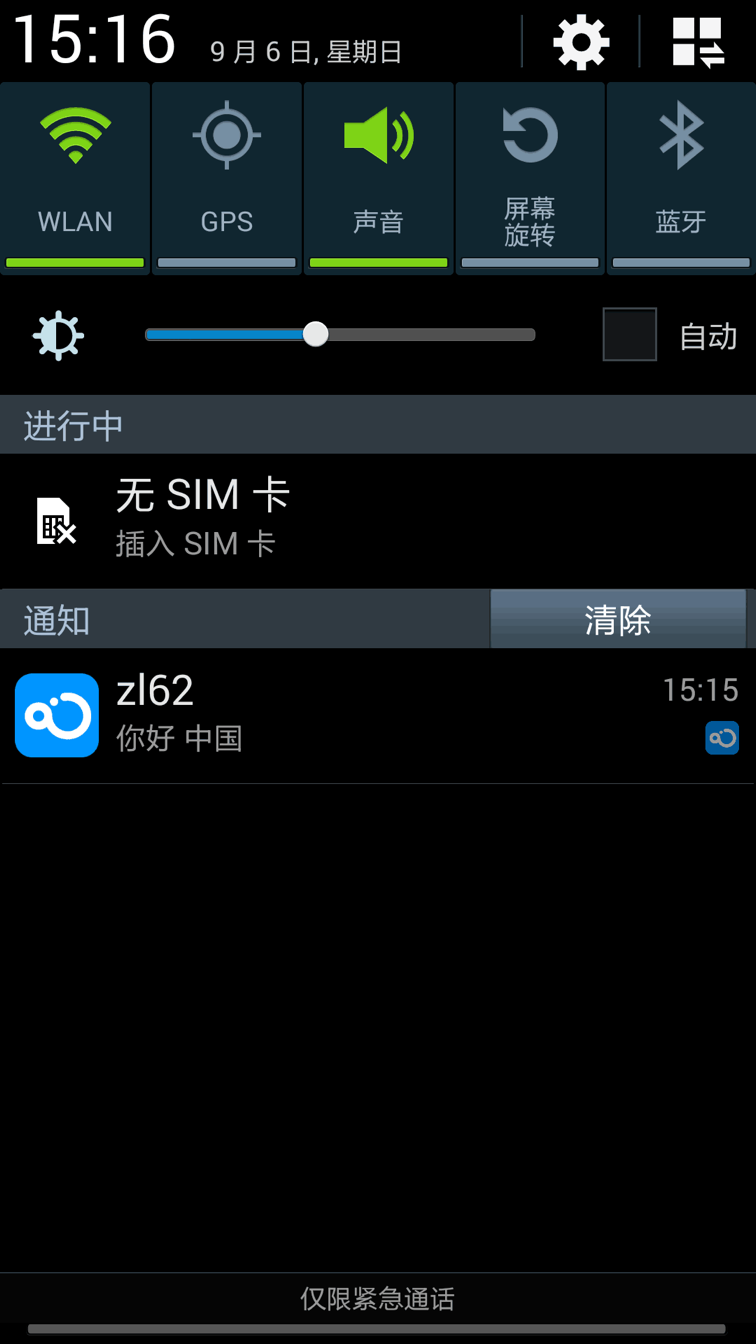 15:16 9 月 6 日, 星期日
WLAN
GPS
声音
屏幕
旋转
蓝牙
自动
进行中
无 SIM 卡
插入 SIM 卡
通知 清除
zl62 15:15
你好 中国
仅限紧急通话